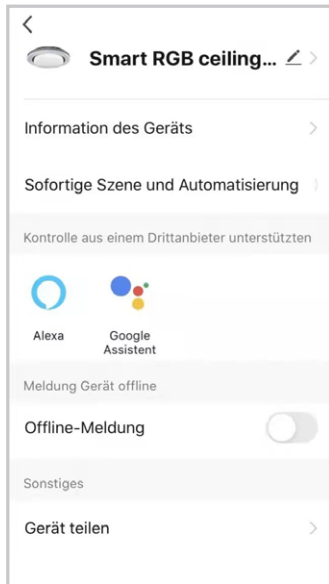 Smart RGB ceiling...
Information des Geräts
Sofortige Szene und Automatisierung
Kontrolle aus einem Drittanbieter unterstützten
Alexa
Google
Assistent
Meldung Gerät offline
Offline-Meldung
Sonstiges
Gerät teilen